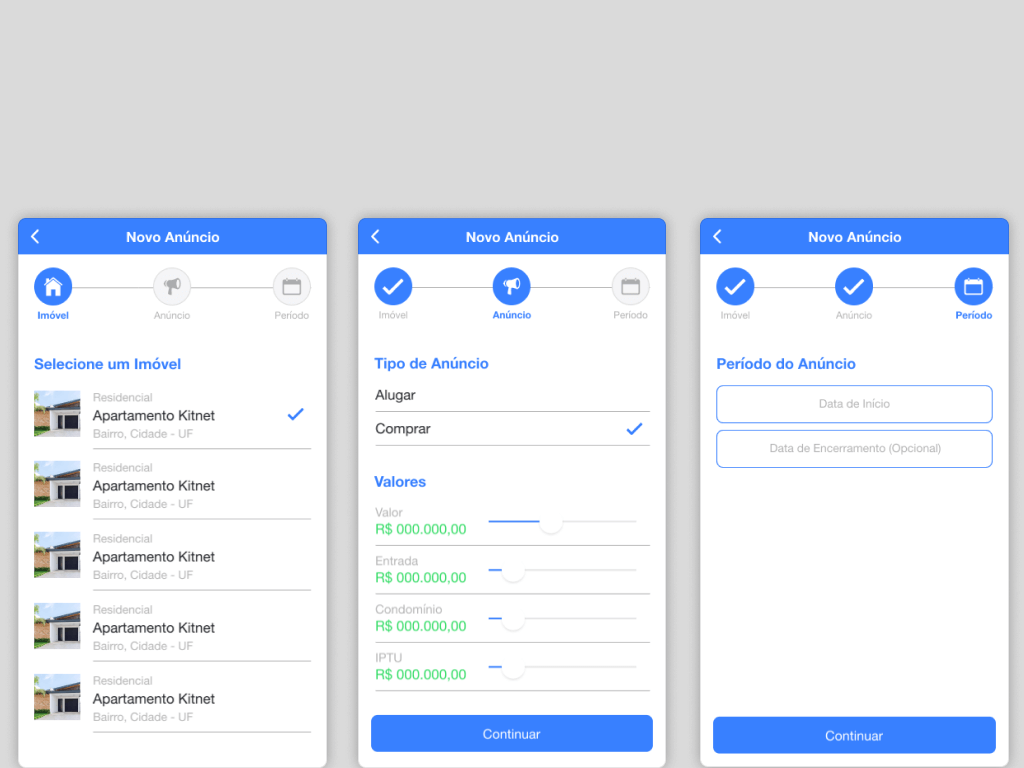 Novo Anúncio
Imóvel
Anúncio
Período
Selecione um Imóvel
Residencial
Apartamento Kitnet
Bairro, Cidade - UF
Residencial
Apartamento Kitnet
Bairro, Cidade - UF
Residencial
Apartamento Kitnet
Bairro, Cidade - UF
Residencial
Apartamento Kitnet
Bairro, Cidade - UF
Residencial
Apartamento Kitnet
Bairro, Cidade - UF
Novo Anúncio
Imóvel
Anúncio
Período
Tipo de Anúncio
Alugar
Comprar
Valores
Valor
R$ 000.000,00
Entrada
R$ 000.000,00
Condomínio
R$ 000.000,00
IPTU
R$ 000.000,00
Continuar
Novo Anúncio
Imóvel
Anúncio
Período
Período do Anúncio
Data de Início
Data de Encerramento (Opcional)
Continuar